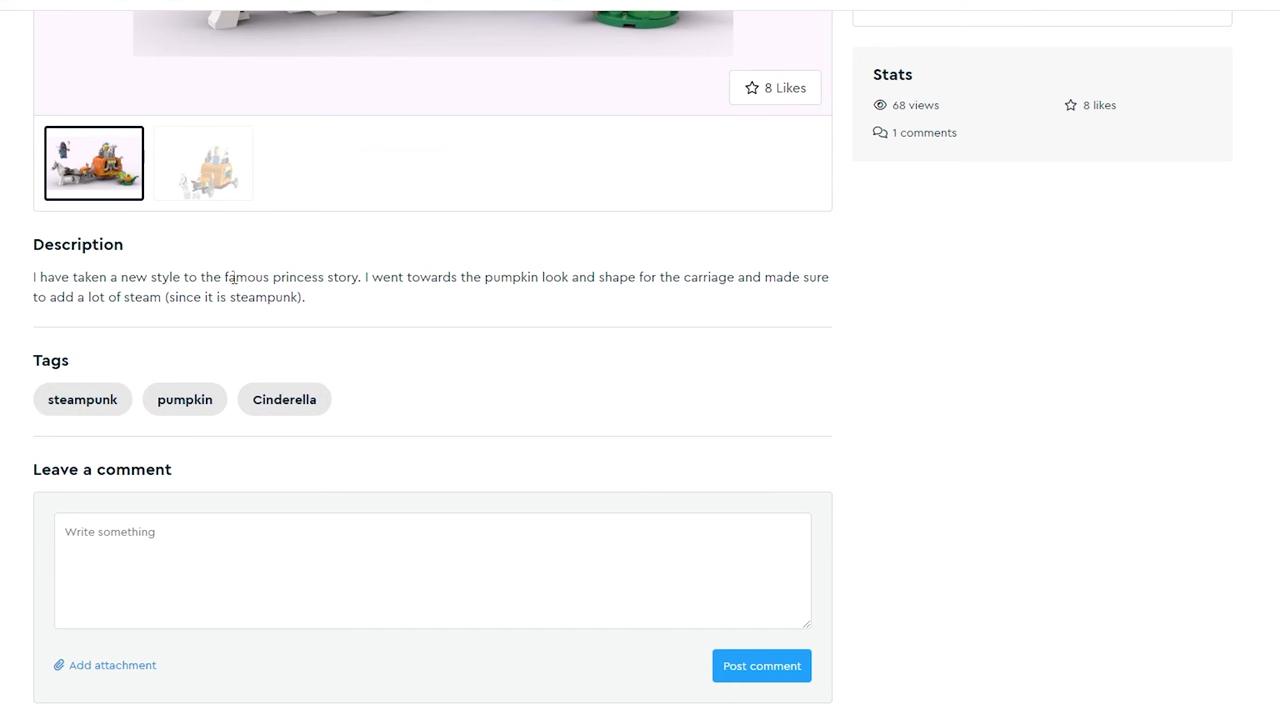 8 Likes
Stats
68 views
8 likes
1 comments
Description
I have taken a new style to the famous princess story. I went towards the pumpkin look and shape for the carriage and made sure
to add a lot of steam (since it is steampunk).
Tags
steampunk
pumpkin
Cinderella
Leave a comment
Write something
Add attachment
Post comment